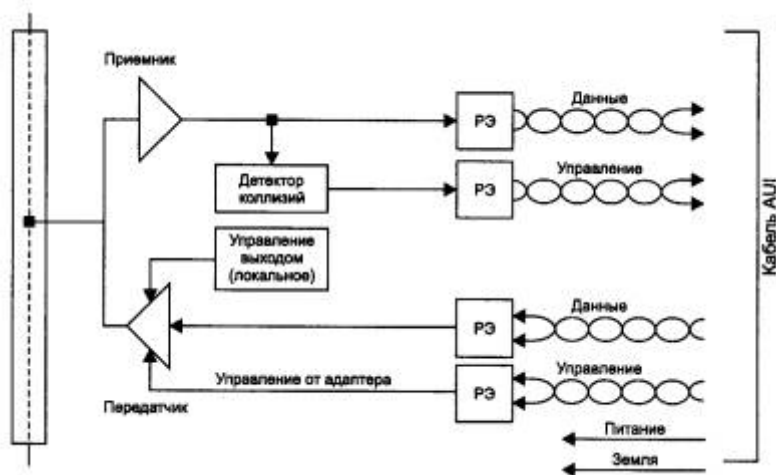 Приемник
РЭ
Данные
Детектор
коллизий
РЭ
Управление
Управление
выходом
(локальное)
РЭ
Данные
Управление от адаптера
РЭ
Управление
Передатчик
Питание
Земля
Кабель AUI